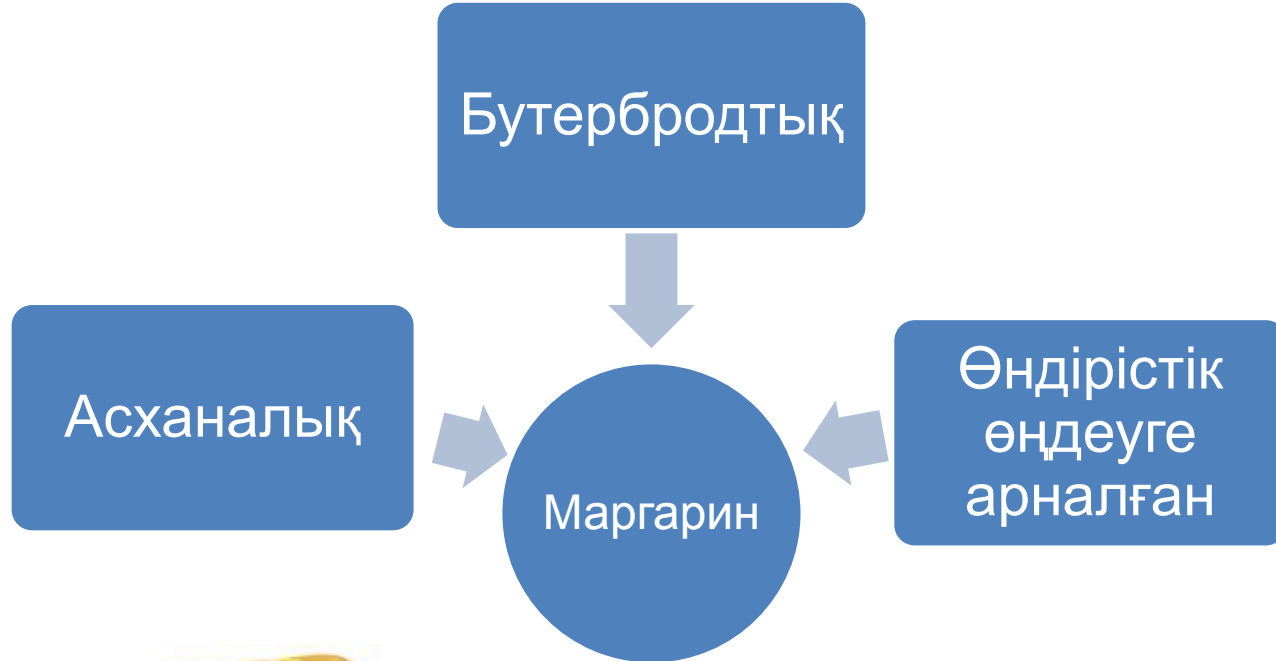 Бутербродтық
Асханалық
Өндірістік
өңдеуге
арналған
Маргарин